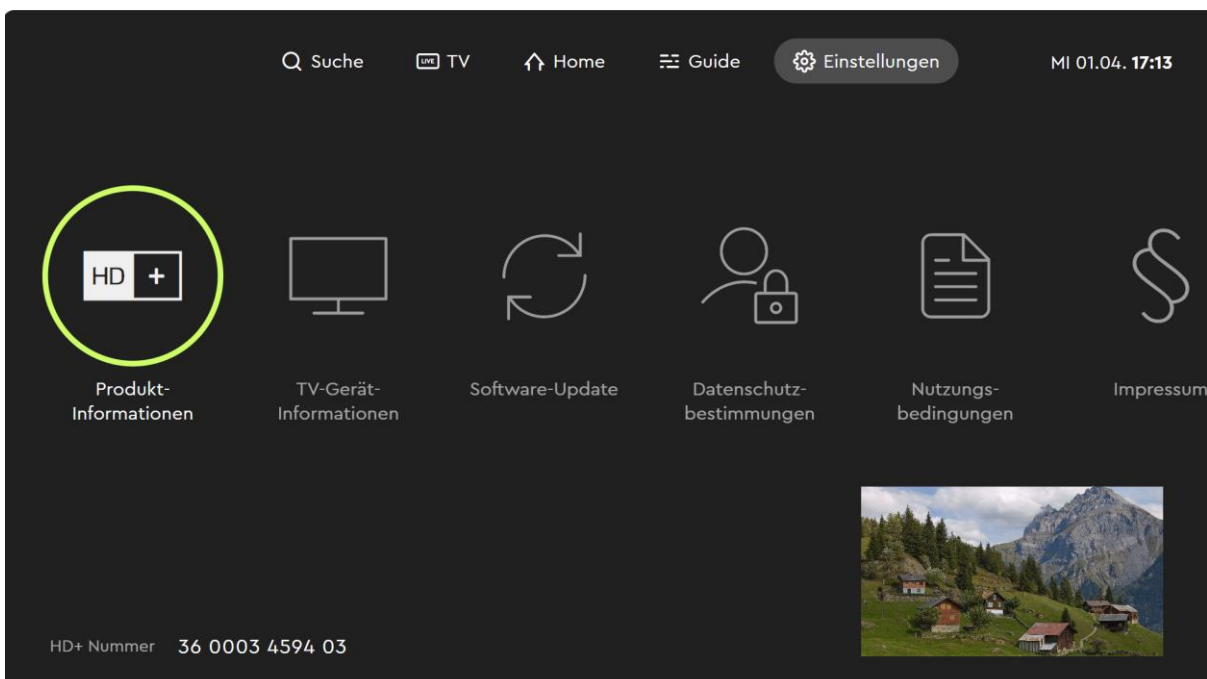 Suche
LIVE TV
Home
Guide
Einstellungen
MI 01.04. 17:13
HD +
Produkt-
Informationen
TV-Gerät-
Informationen
Software-Update
Datenschutz-
bestimmungen
Nutzungs-
bedingungen
§
Impressum
HD+ Nummer 36 0003 4594 03